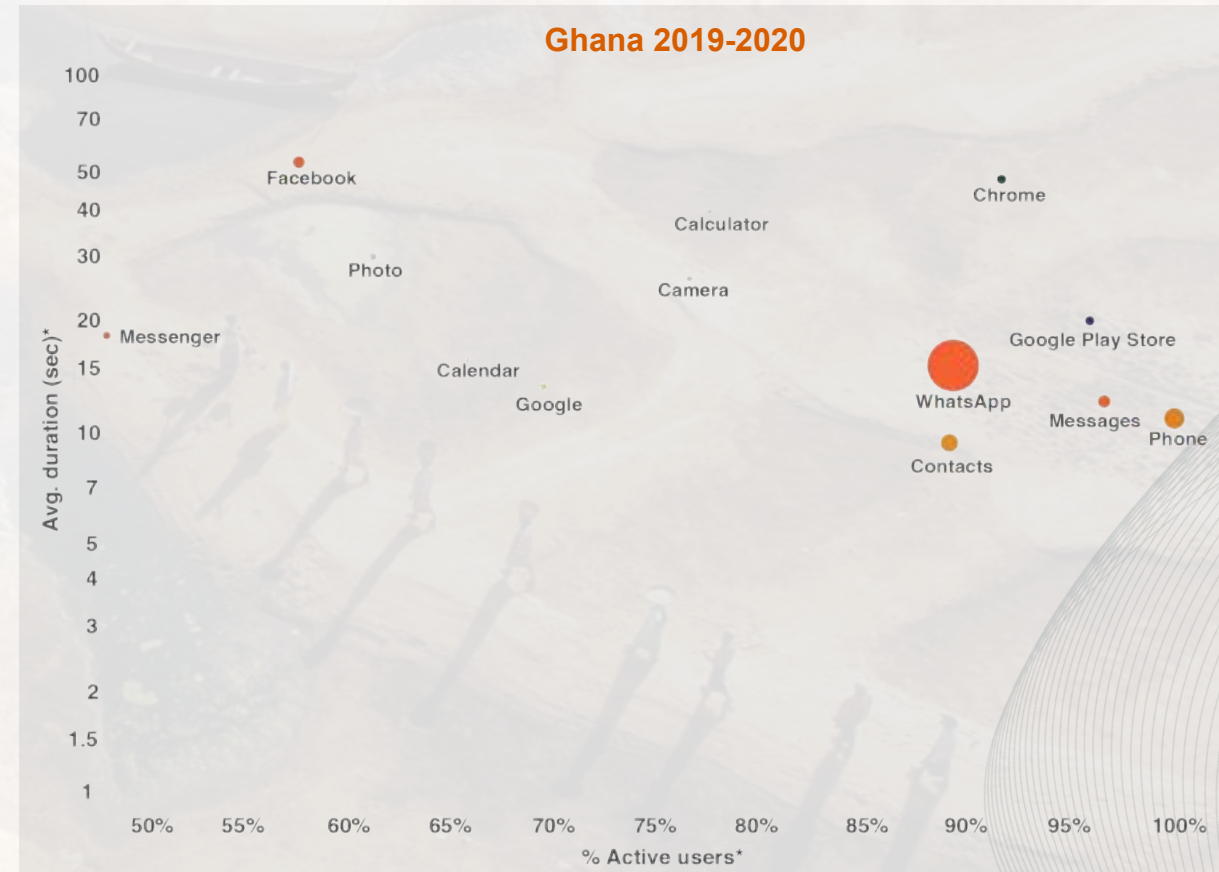 Ghana 2019-2020
100
70
50
40
30
20
15
10
7
5
4
3
2
1.5
1
Avg. duration (sec)*
Facebook
Chrome
Calculator
Photo
Camera
Messenger
Google Play Store
Calendar
Google
WhatsApp
Messages
Phone
Contacts
50% 55% 60% 65% 70% 75% 80% 85% 90% 95% 100%
% Active users*